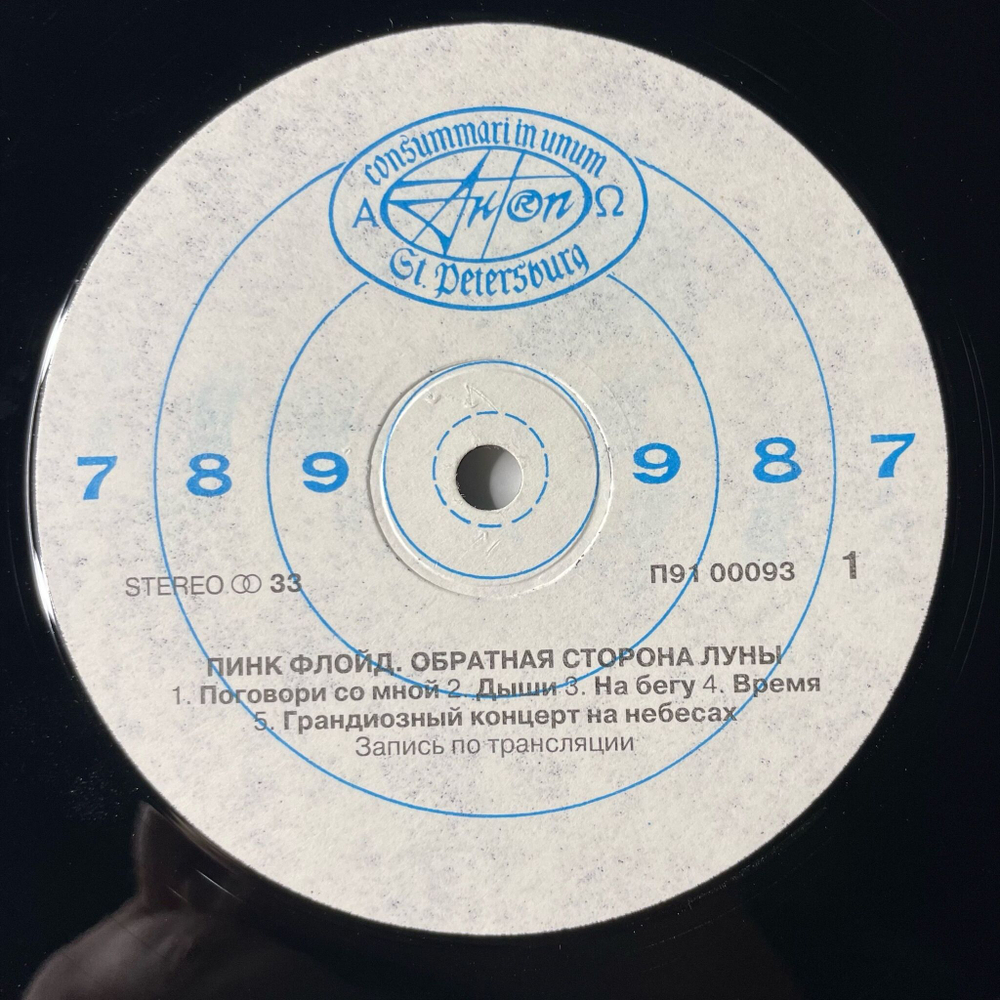 consummari in unum
A Антоn Ω
®
St. Petersburg
7 8 9 9 8 7
STEREO 33 П91 00093 1
ПИНК ФЛОЙД. ОБРАТНАЯ СТОРОНА ЛУНЫ
1. Поговори со мной 2. Дыши 3. На бегу 4. Время
5. Грандиозный концерт на небесах
Запись по трансляции